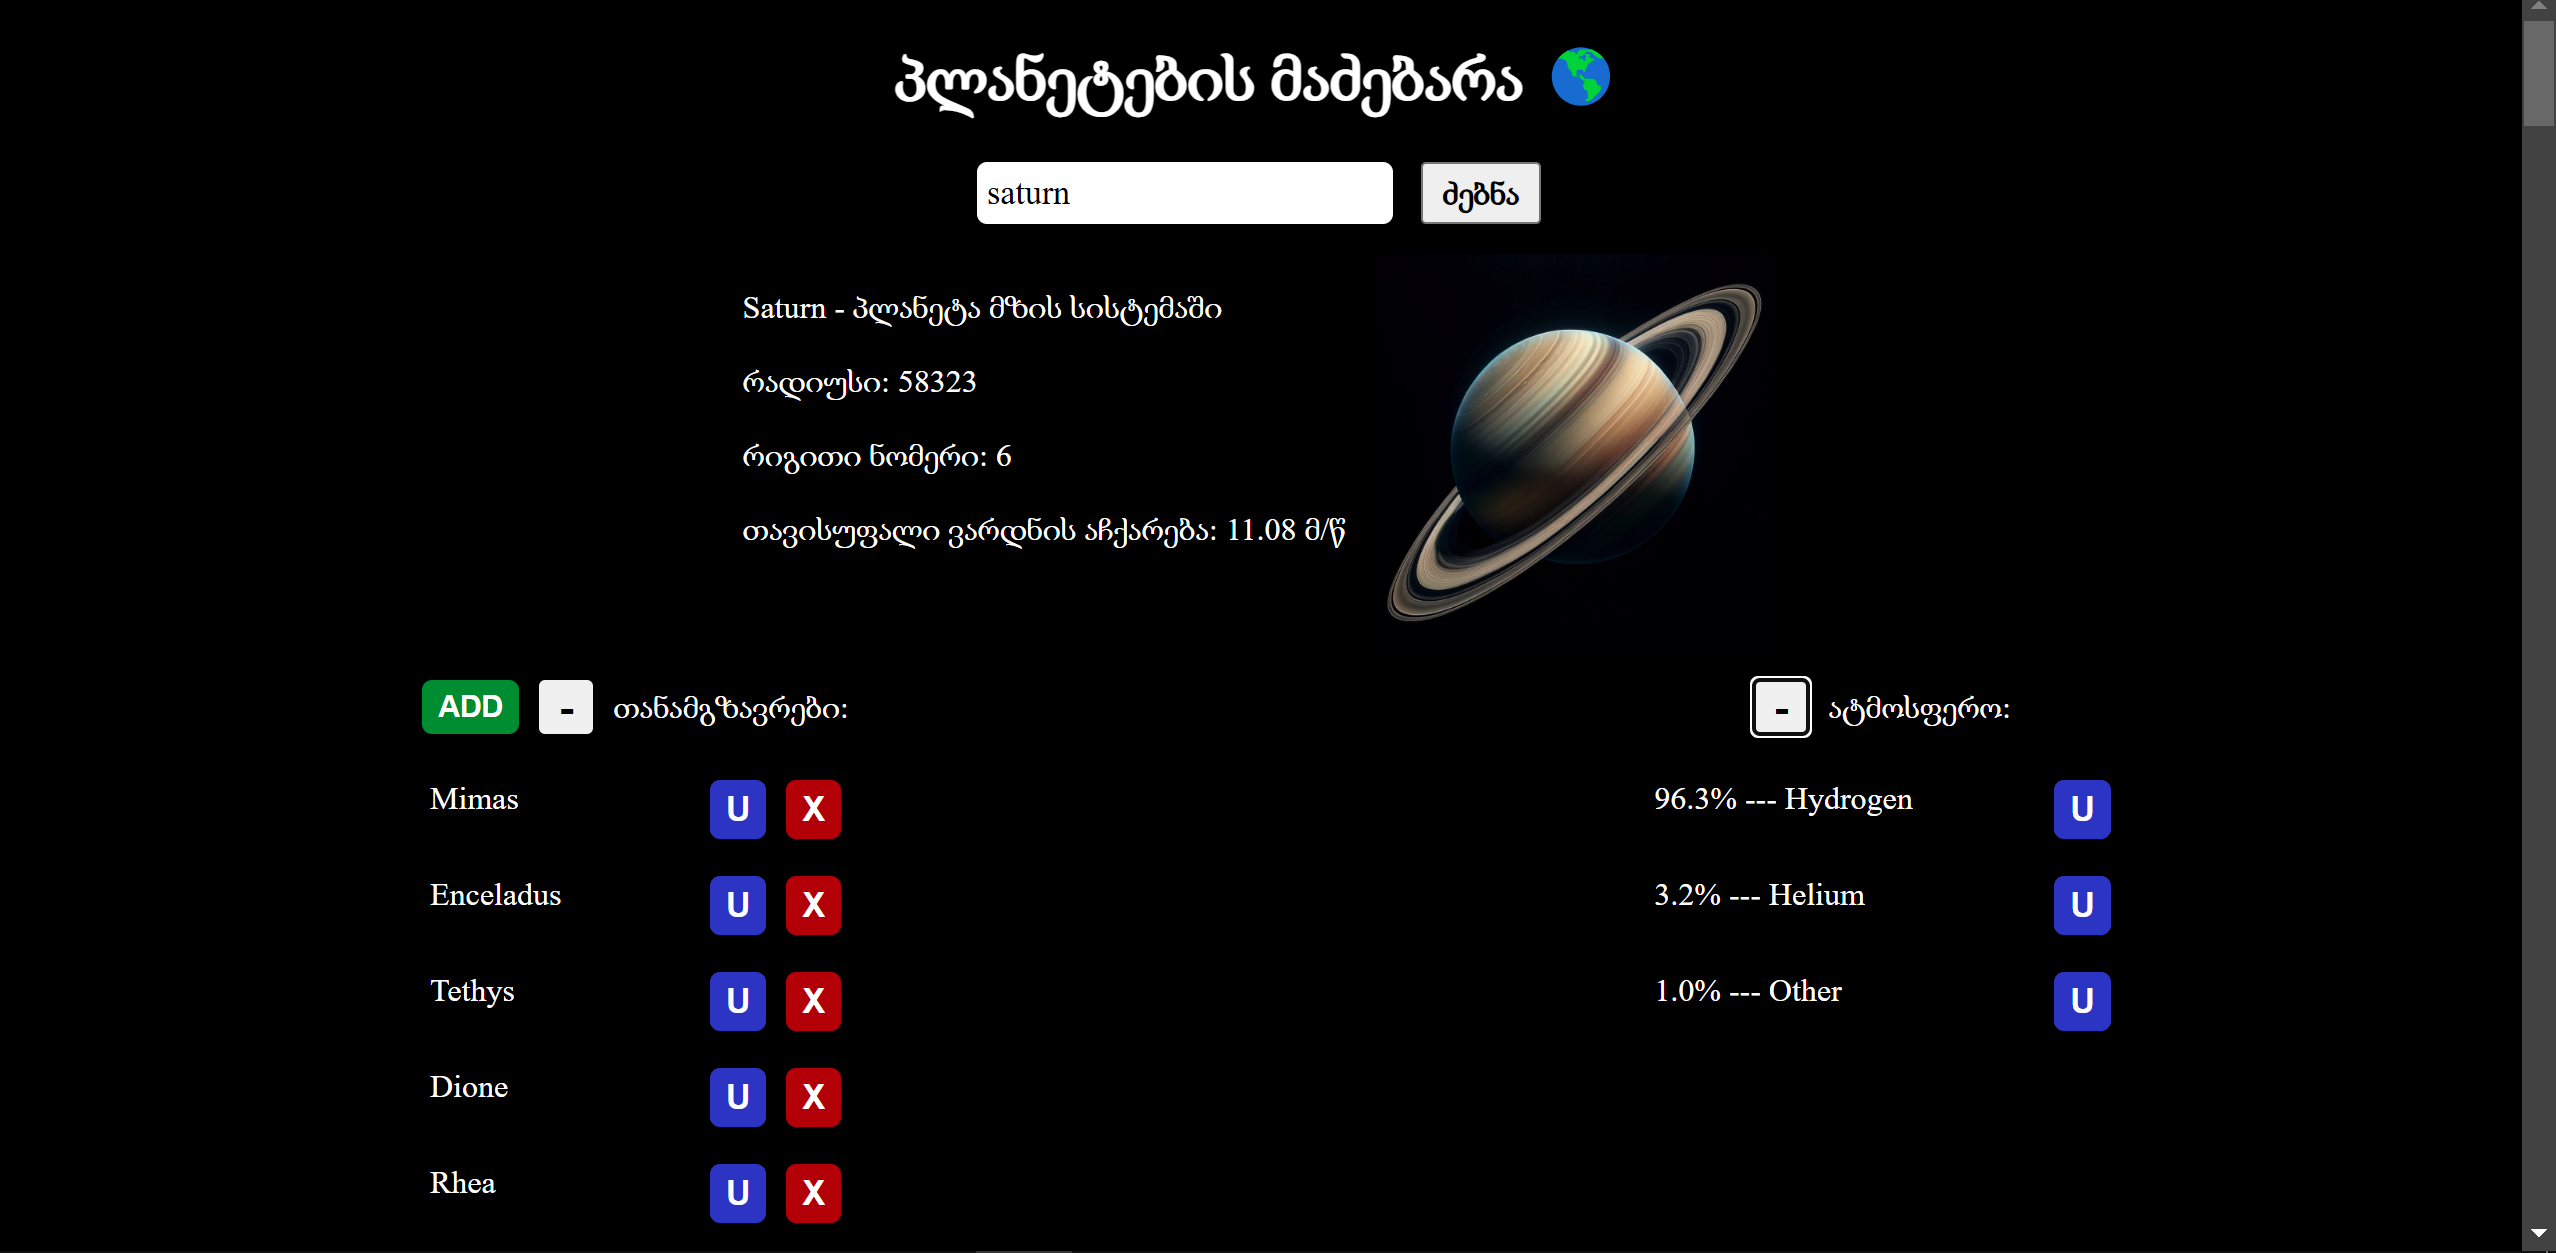 პლანეტების მაძებარა
saturn
ძებნა
Saturn - პლანეტა მზის სისტემაში
რადიუსი: 58323
რიგითი ნომერი: 6
თავისუფალი ვარდნის აჩქარება: 11.08 მ/წ
ADD - თანამგზავრები:
Mimas U X
Enceladus U X
Tethys U X
Dione U X
Rhea U X
- ატმოსფერო:
96.3% --- Hydrogen U
3.2% --- Helium U
1.0% --- Other U